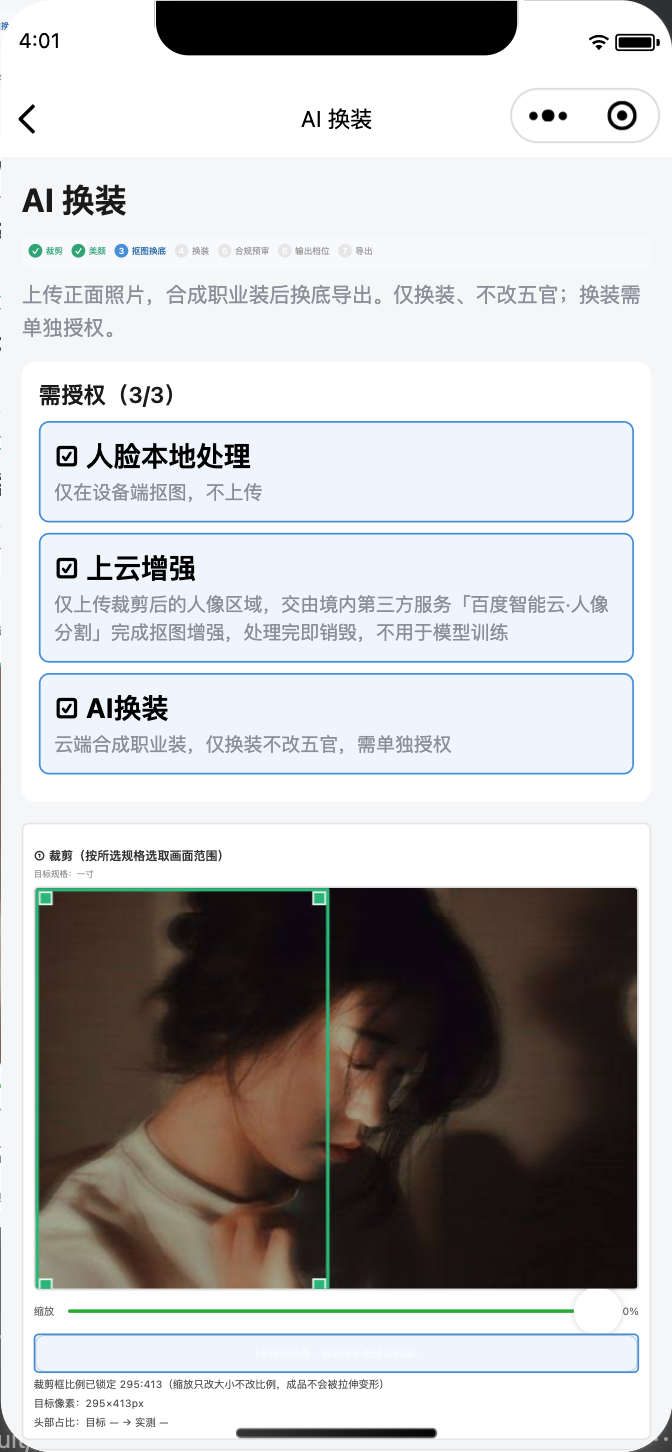 4:01
AI 换装
AI 换装
裁剪 美颜 3 抠图换底 4 换装 5 合规预审 6 输出档位 7 导出
上传正面照片，合成职业装后换底导出。仅换装、不改五官；换装需
单独授权。
需授权（3/3）
人脸本地处理
仅在设备端抠图，不上传
上云增强
仅上传裁剪后的人像区域，交由境内第三方服务「百度智能云·人像
分割」完成抠图增强，处理完即销毁，不用于模型训练
AI换装
云端合成职业装，仅换装不改五官，需单独授权
① 裁剪（按所选规格选取画面范围）
目标规格：一寸
缩放 0%
裁剪框比例已锁定 295:413（缩放只改大小不改比例，成品不会被拉伸变形）
目标像素：295×413px
头部占比：目标 — → 实测 —